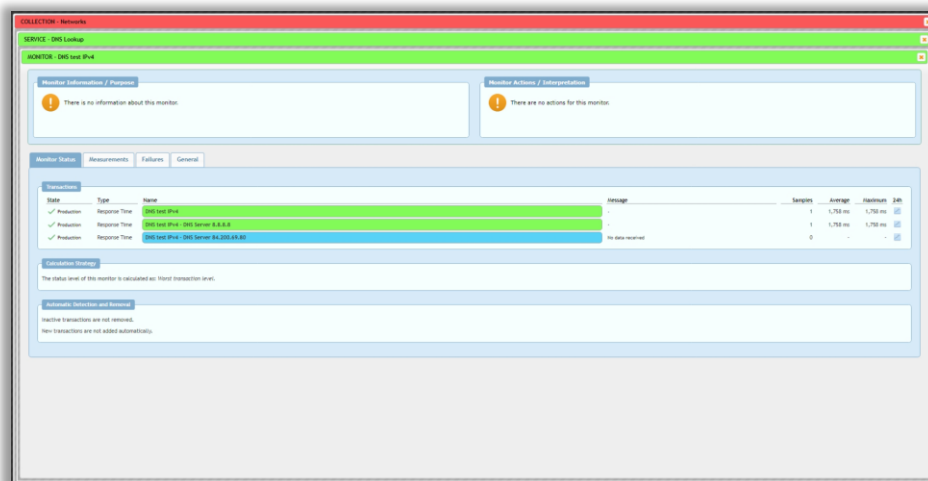 COLLECTION - Networks
SERVICE - DNS Lookup
MONITOR - DNS test IPv4
Monitor Information / Purpose
There is no information about this monitor.
Monitor Actions / Interpretation
There are no actions for this monitor.
Monitor Status Measurements Failures General
Transactions
State Type Name Message Samples Average Maximum 24h
Production Response Time DNS test IPv4 - 1 1,758 ms 1,758 ms
Production Response Time DNS test IPv4 - DNS Server 8.8.8.8 - 1 1,758 ms 1,758 ms
Production Response Time DNS test IPv4 - DNS Server 84.200.69.80 No data received 0 - -
Calculation Strategy
The status level of this monitor is calculated as: Worst transaction level.
Automatic Detection and Removal
Inactive transactions are not removed.
New transactions are not added automatically.